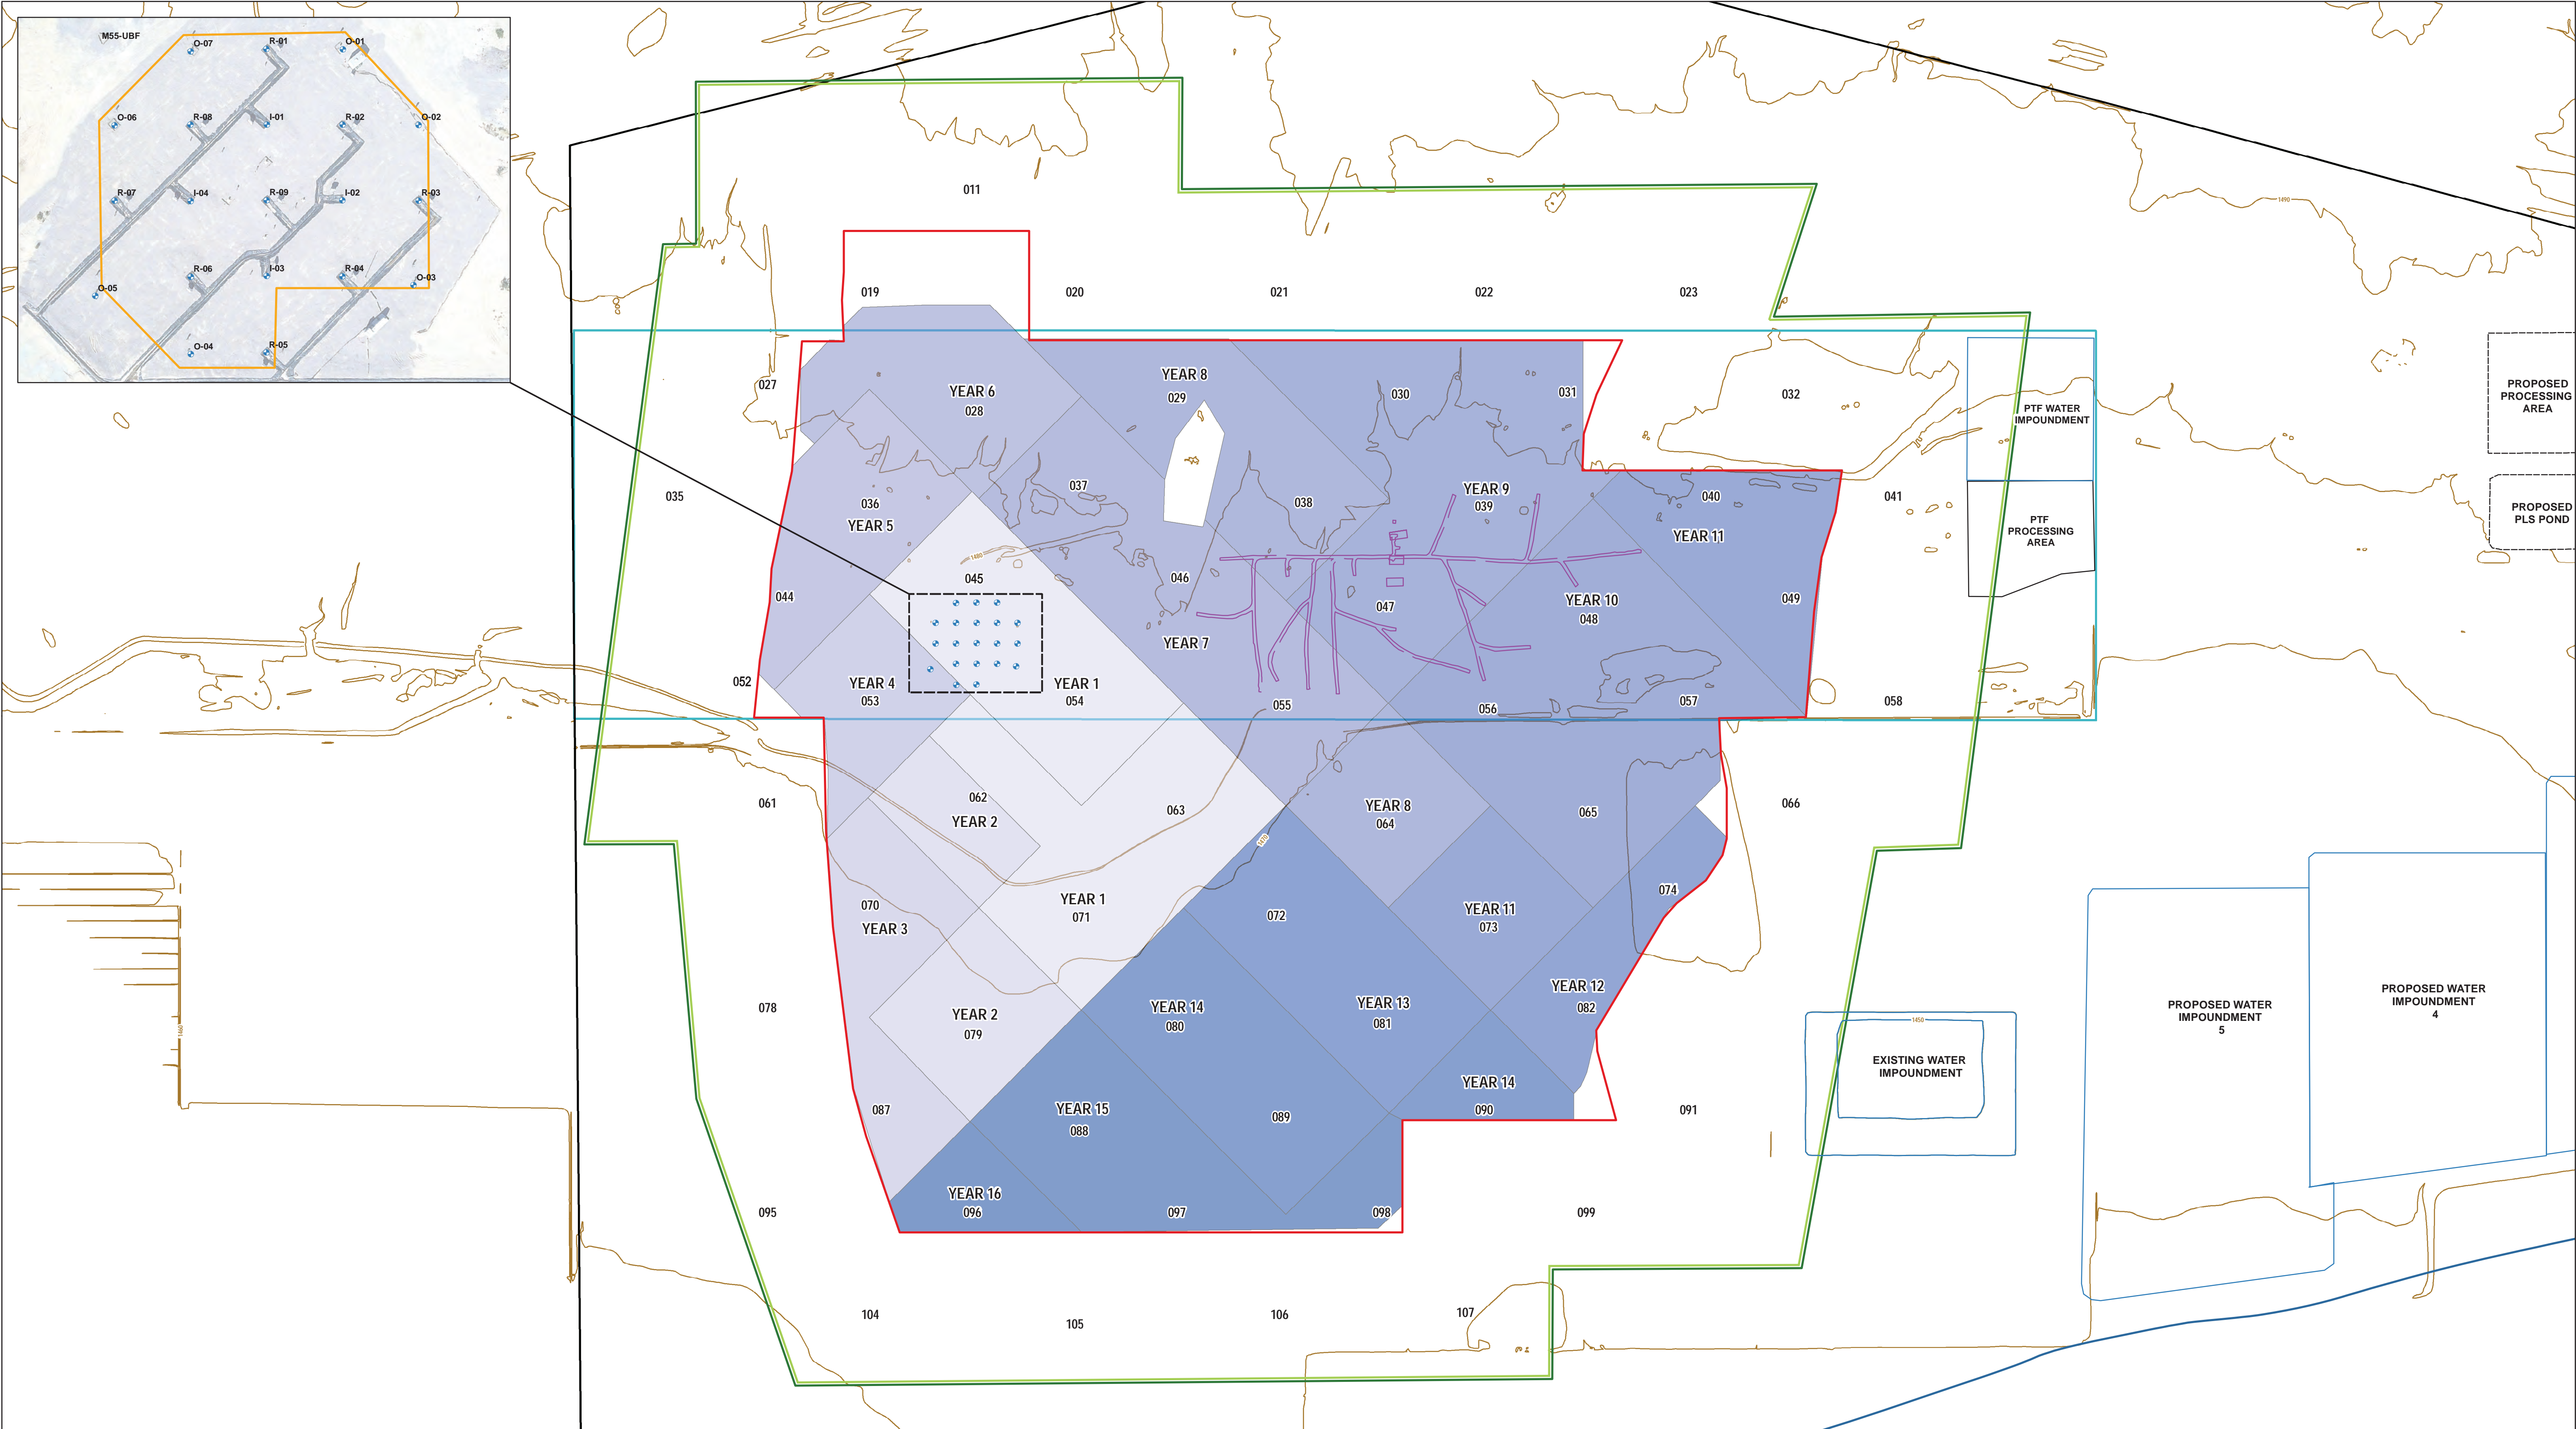 M55-UBF
O-07
R-01
O-01
O-06
R-08
I-01
R-02
O-02
R-07
I-04
R-09
I-02
R-03
R-06
I-03
R-04
O-03
O-05
O-04
R-05
011
1490
019
020
021
022
023
027
YEAR 6
028
YEAR 8
029
030
031
032
PTF WATER
IMPOUNDMENT
PROPOSED
PROCESSING
AREA
035
036
YEAR 5
037
038
YEAR 9
039
040
YEAR 11
041
PTF
PROCESSING
AREA
PROPOSED
PLS POND
1480
044
045
046
047
YEAR 10
048
049
YEAR 7
052
YEAR 4
053
YEAR 1
054
055
056
057
058
061
062
YEAR 2
063
1470
YEAR 8
064
065
066
070
YEAR 3
YEAR 1
071
072
YEAR 11
073
074
078
YEAR 2
079
YEAR 14
080
YEAR 13
081
YEAR 12
082
1460
1450
EXISTING WATER
IMPOUNDMENT
PROPOSED WATER
IMPOUNDMENT
5
PROPOSED WATER
IMPOUNDMENT
4
087
YEAR 15
088
089
YEAR 14
090
091
095
YEAR 16
096
097
098
099
104
105
106
107